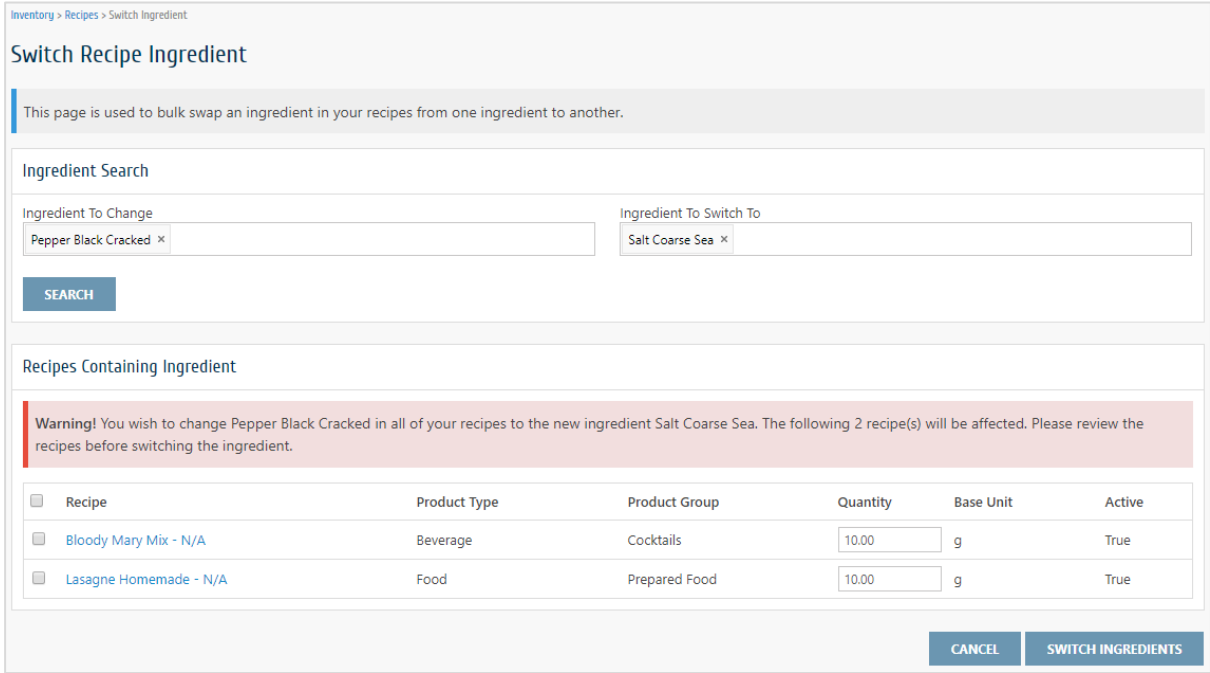 Inventory > Recipes > Switch Ingredient
Switch Recipe Ingredient
This page is used to bulk swap an ingredient in your recipes from one ingredient to another.
Ingredient Search
Ingredient To Change Ingredient To Switch To
Pepper Black Cracked × Salt Coarse Sea ×
SEARCH
Recipes Containing Ingredient
Warning! You wish to change Pepper Black Cracked in all of your recipes to the new ingredient Salt Coarse Sea. The following 2 recipe(s) will be affected. Please review the
recipes before switching the ingredient.
Recipe Product Type Product Group Quantity Base Unit Active
Bloody Mary Mix - N/A Beverage Cocktails 10.00 g True
Lasagne Homemade - N/A Food Prepared Food 10.00 g True
CANCEL SWITCH INGREDIENTS